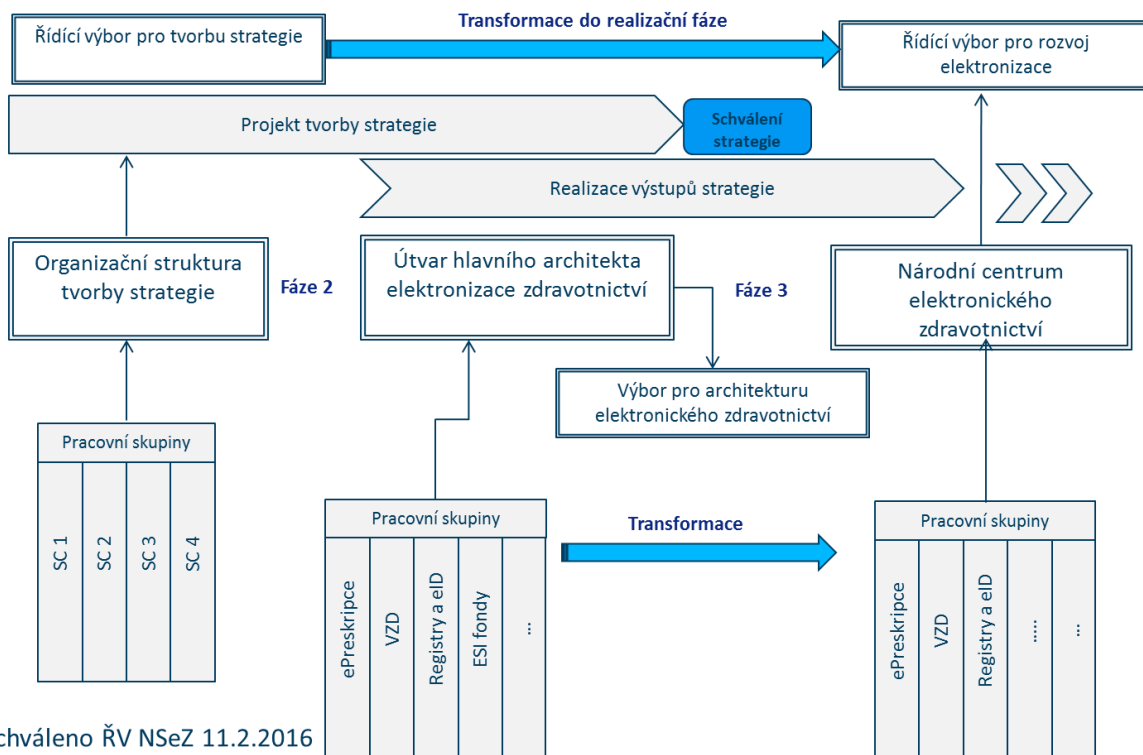 Transformace do realizační fáze
Řídící výbor pro tvorbu strategie
Řídící výbor pro rozvoj
elektronizace
Projekt tvorby strategie
Schválení
strategie
Realizace výstupů strategie
Organizační struktura
tvorby strategie
Fáze 2
Útvar hlavního architekta
elektronizace zdravotnictví
Fáze 3
Národní centrum
elektronického
zdravotnictví
Výbor pro architekturu
elektronického zdravotnictví
Pracovní skupiny
SC 1
SC 2
SC 3
SC 4
Pracovní skupiny
ePreskripce
VZD
Registry a eID
ESI fondy
...
Transformace
Pracovní skupiny
ePreskripce
VZD
Registry a eID
.....
...
chváleno ŘV NSeZ 11.2.2016